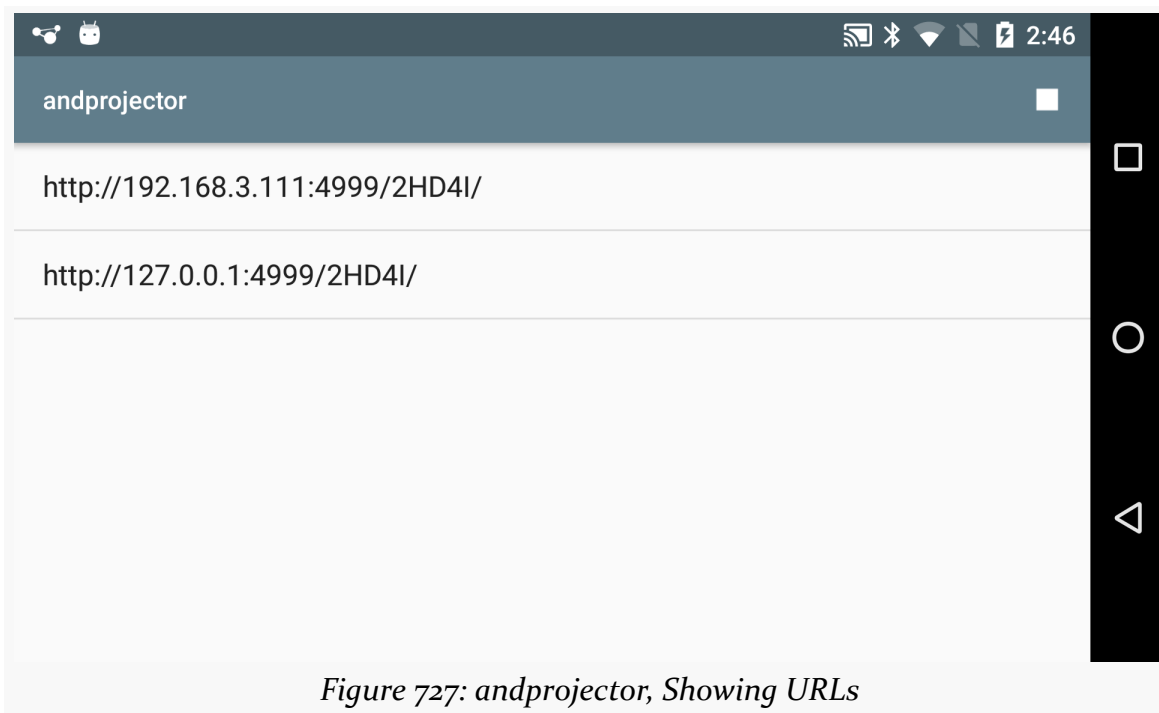 2:46
andprojector
http://192.168.3.111:4999/2HD4I/
http://127.0.0.1:4999/2HD4I/
Figure 727: andprojector, Showing URLs